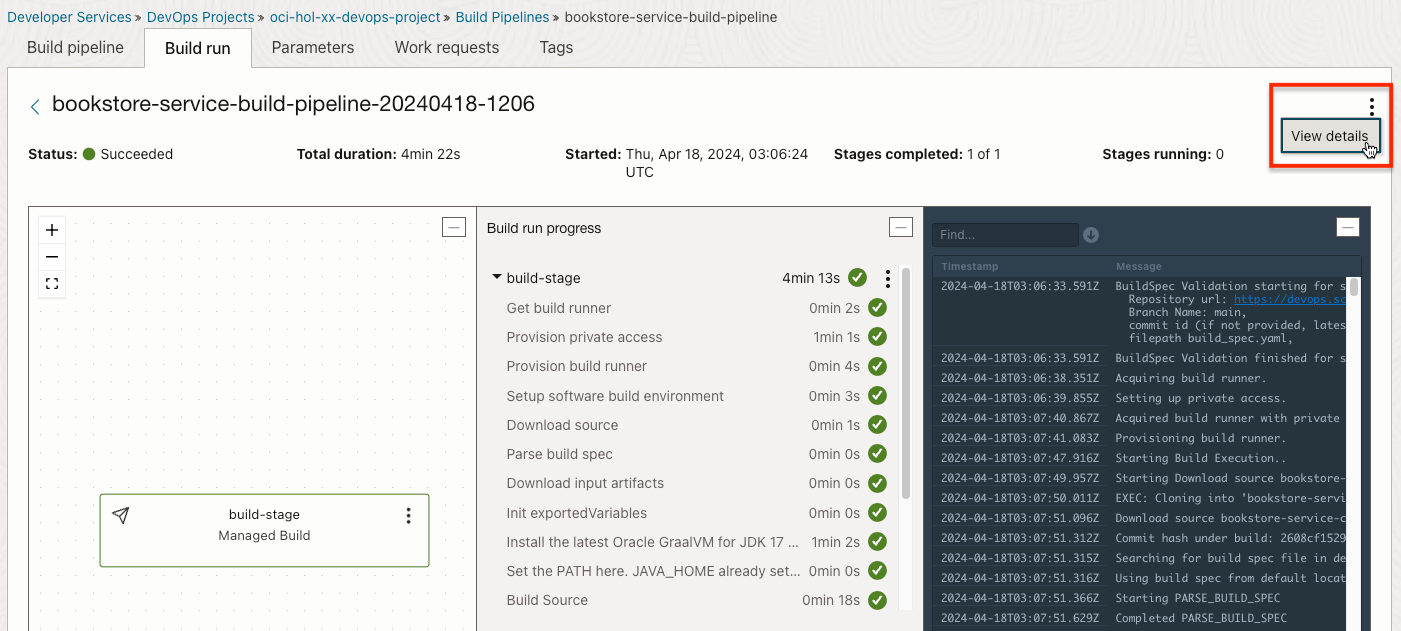 Developer Services » DevOps Projects » oci-hol-xx-devops-project » Build Pipelines » bookstore-service-build-pipeline
Build pipeline Build run Parameters Work requests Tags
bookstore-service-build-pipeline-20240418-1206
View details
Status: Succeeded Total duration: 4min 22s Started: Thu, Apr 18, 2024, 03:06:24 Stages completed: 1 of 1 Stages running: 0
UTC
build-stage
Managed Build
Build run progress
build-stage 4min 13s
Get build runner 0min 2s
Provision private access 1min 1s
Provision build runner 0min 4s
Setup software build environment 0min 3s
Download source 0min 1s
Parse build spec 0min 0s
Download input artifacts 0min 0s
Init exportedVariables 0min 0s
Install the latest Oracle GraalVM for JDK 17 ... 1min 2s
Set the PATH here. JAVA_HOME already set... 0min 0s
Build Source 0min 18s
Find...
Timestamp Message
2024-04-18T03:06:33.591Z BuildSpec Validation starting for s
Repository url: https://devops.sc
Branch Name: main,
commit id (if not provided, lates
filepath build_spec.yaml,
2024-04-18T03:06:33.591Z BuildSpec Validation finished for s
2024-04-18T03:06:38.351Z Acquiring build runner.
2024-04-18T03:06:39.855Z Setting up private access.
2024-04-18T03:07:40.867Z Acquired build runner with private
2024-04-18T03:07:41.083Z Provisioning build runner.
2024-04-18T03:07:47.916Z Starting Build Execution..
2024-04-18T03:07:49.957Z Starting Download source bookstore-
2024-04-18T03:07:50.011Z EXEC: Cloning into 'bookstore-servi
2024-04-18T03:07:51.096Z Download source bookstore-service-c
2024-04-18T03:07:51.312Z Commit hash under build: 2608cf1529
2024-04-18T03:07:51.315Z Searching for build spec file in de
2024-04-18T03:07:51.316Z Using build spec from default locat
2024-04-18T03:07:51.366Z Starting PARSE_BUILD_SPEC
2024-04-18T03:07:51.629Z Completed PARSE_BUILD_SPEC